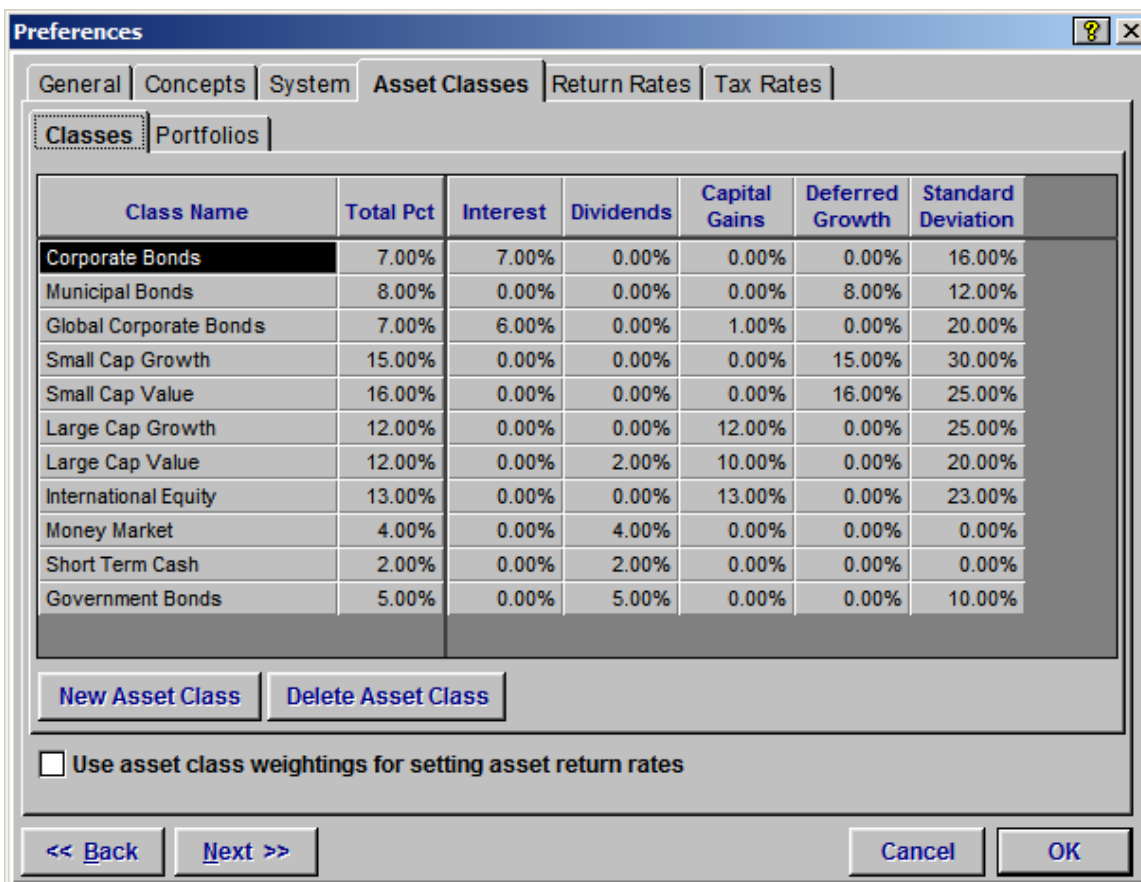 Preferences
General Concepts System Asset Classes Return Rates Tax Rates
Classes Portfolios
Class Name Total Pct Interest Dividends Capital Gains Deferred Growth Standard Deviation
Corporate Bonds 7.00% 7.00% 0.00% 0.00% 0.00% 16.00%
Municipal Bonds 8.00% 0.00% 0.00% 0.00% 8.00% 12.00%
Global Corporate Bonds 7.00% 6.00% 0.00% 1.00% 0.00% 20.00%
Small Cap Growth 15.00% 0.00% 0.00% 0.00% 15.00% 30.00%
Small Cap Value 16.00% 0.00% 0.00% 0.00% 16.00% 25.00%
Large Cap Growth 12.00% 0.00% 0.00% 12.00% 0.00% 25.00%
Large Cap Value 12.00% 0.00% 2.00% 10.00% 0.00% 20.00%
International Equity 13.00% 0.00% 0.00% 13.00% 0.00% 23.00%
Money Market 4.00% 0.00% 4.00% 0.00% 0.00% 0.00%
Short Term Cash 2.00% 0.00% 2.00% 0.00% 0.00% 0.00%
Government Bonds 5.00% 0.00% 5.00% 0.00% 0.00% 10.00%
New Asset Class Delete Asset Class
Use asset class weightings for setting asset return rates
<< Back Next >> Cancel OK